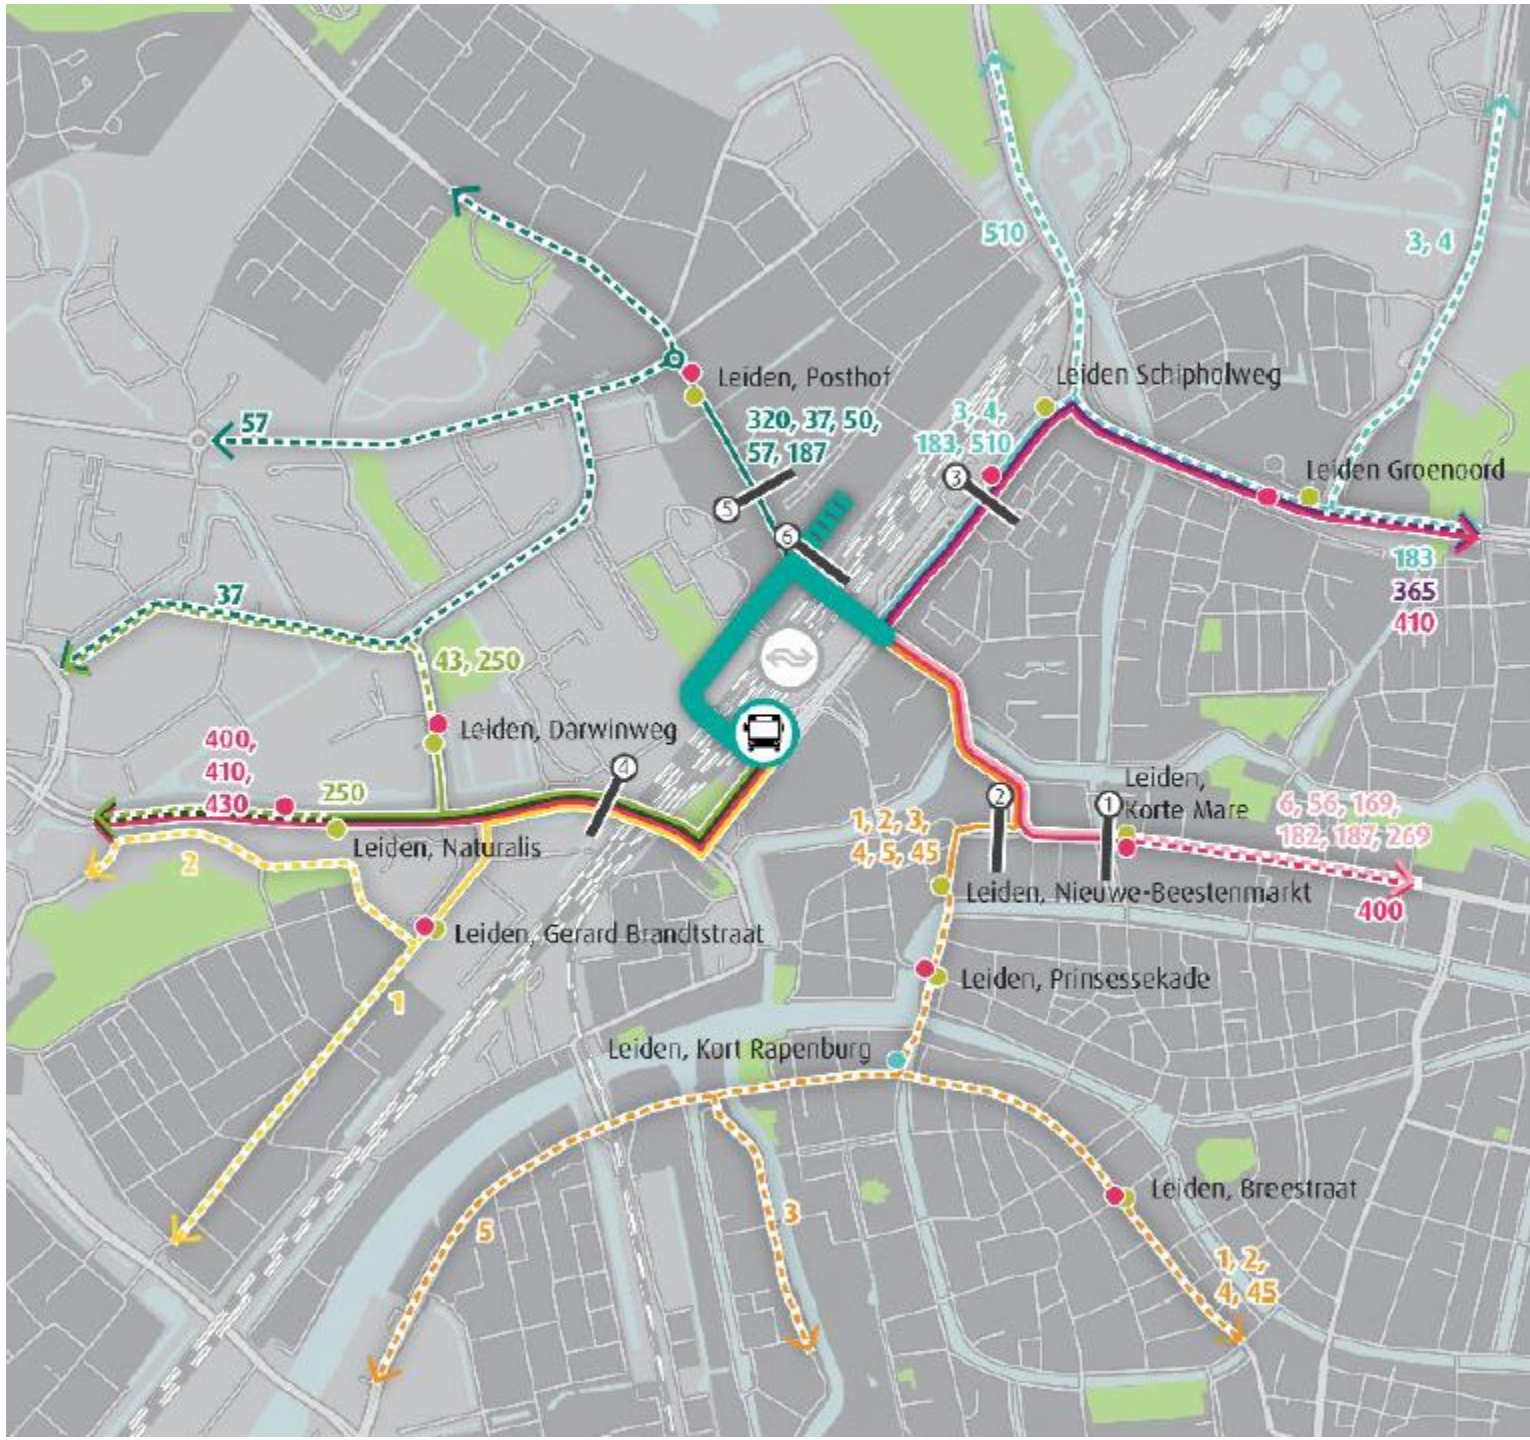 510
3, 4
Leiden, Posthof
320, 37, 50,
57, 187
57
Leiden Schipholweg
3, 4,
183, 510
3
Leiden Groenoord
5
6
183
365
410
37
43, 250
Leiden, Darwinweg
4
400,
410,
430
250
Leiden, Naturalis
2
1, 2, 3,
4, 5, 45
2
1
Leiden,
Korte Mare
6, 56, 169,
182, 187, 269
400
Leiden, Nieuwe-Beestenmarkt
Leiden, Gerard Brandtstraat
Leiden, Prinsessekade
1
Leiden, Kort Rapenburg
Leiden, Breestraat
5
3
1, 2,
4, 45